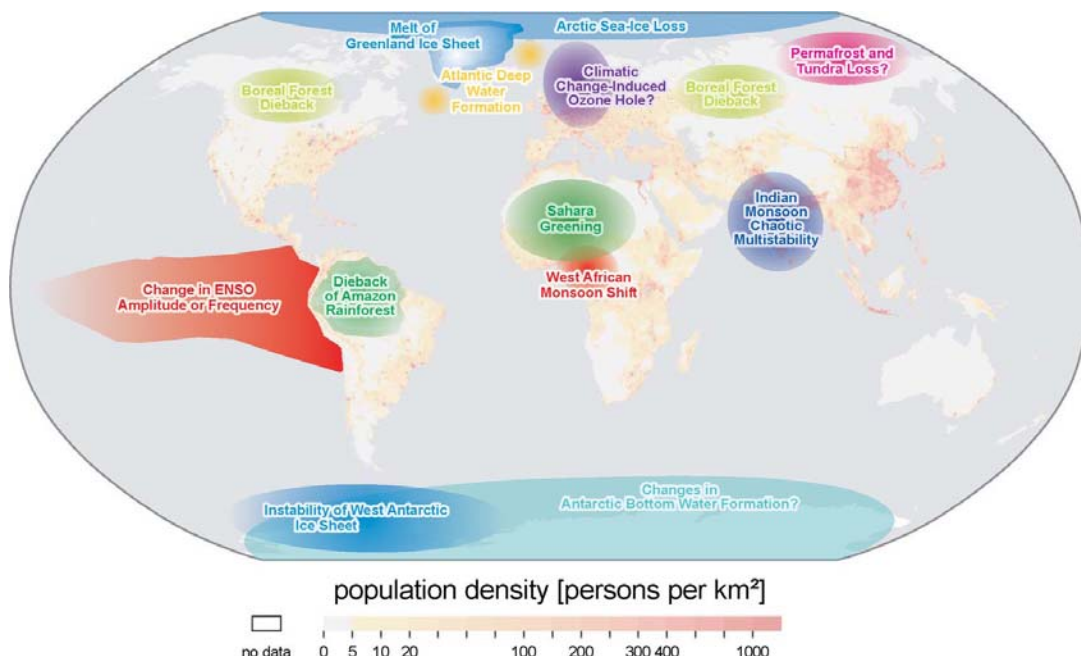 Melt of
Greenland Ice Sheet
Arctic Sea-Ice Loss
Permafrost and
Tundra Loss?
Atlantic Deep
Water
Formation
Climatic
Change-Induced
Ozone Hole?
Boreal Forest
Dieback
Boreal Forest
Dieback
Sahara
Greening
Indian
Monsoon
Chaotic
Multistability
West African
Monsoon Shift
Change in ENSO
Amplitude or Frequency
Dieback
of Amazon
Rainforest
Instability of West Antarctic
Ice Sheet
Changes in
Antarctic Bottom Water Formation?
population density [persons per km²]
no data 0 5 10 20 100 200 300 400 1000